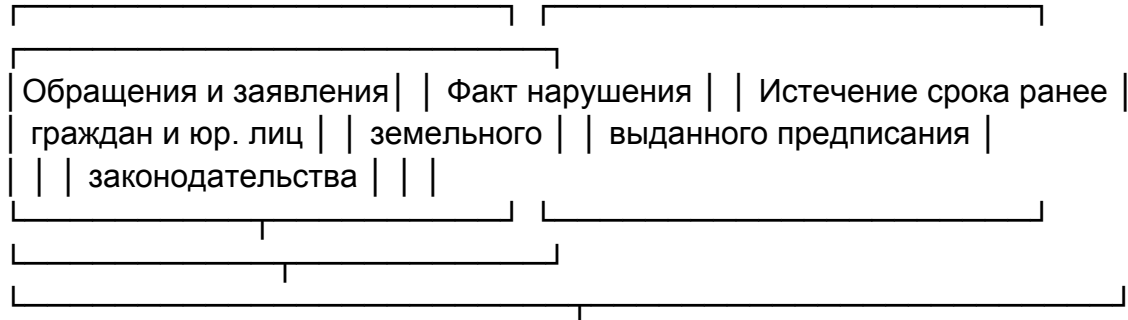 │Обращения и заявления│ │ Факт нарушения │ │ Истечение срока ранее │
│ граждан и юр. лиц │ │ земельного │ │ выданного предписания │
│ │ │ законодательства │ │ │